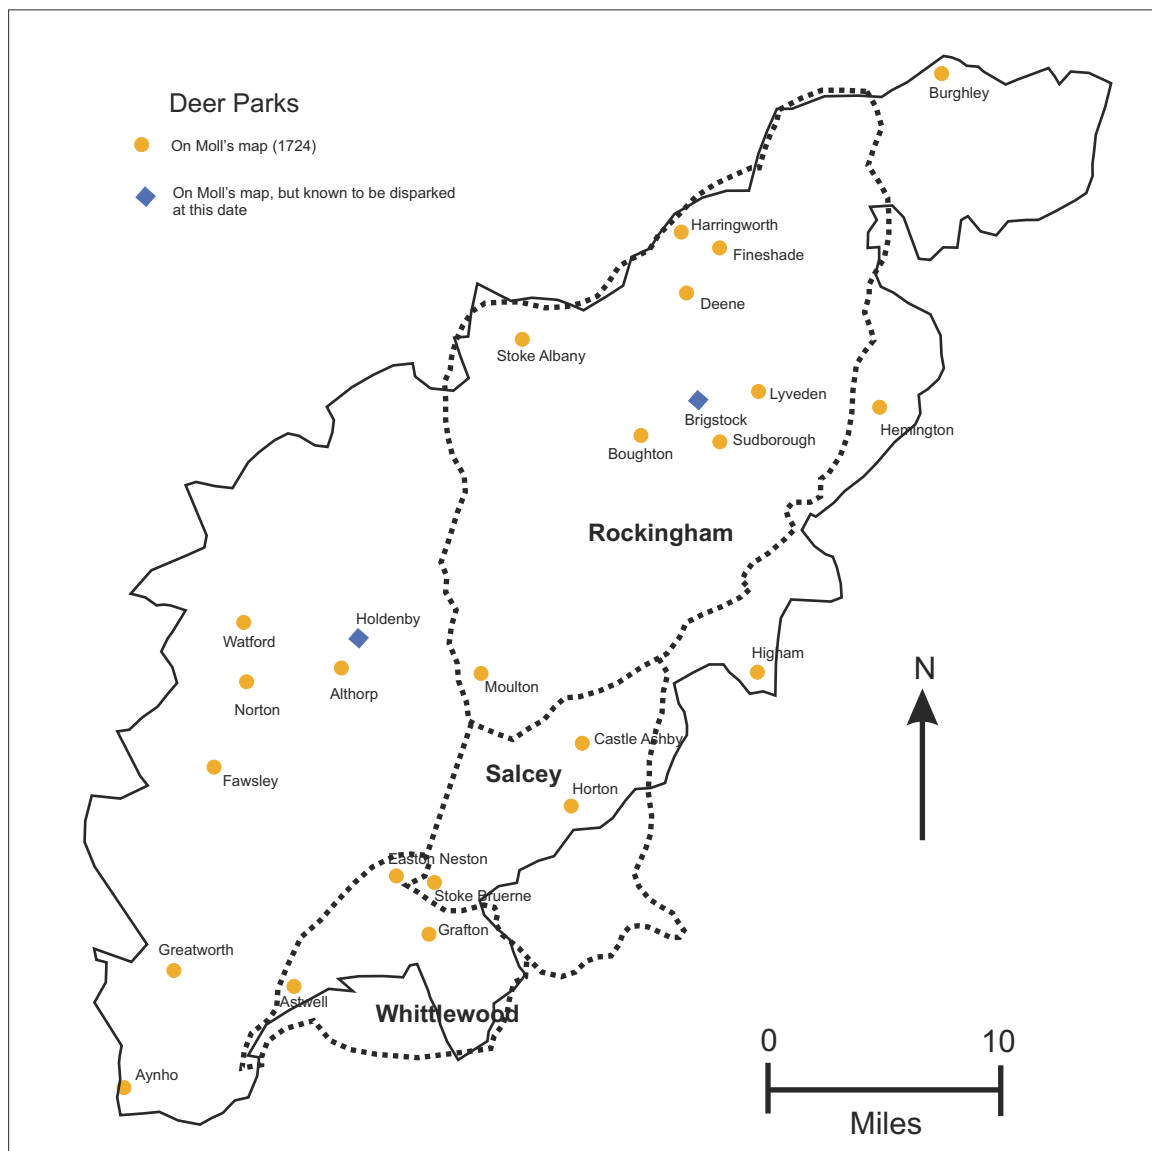 Deer Parks
On Moll's map (1724)
On Moll's map, but known to be disparked
at this date
Burghley
Harringworth
Fineshade
Deene
Stoke Albany
Lyveden
Brigstock
Hemington
Sudborough
Boughton
Rockingham
Holdenby
Watford
Higham
N
Althorp
Moulton
Norton
Castle Ashby
Salcey
Fawsley
Horton
Easton Neston
Stoke Bruerne
Grafton
Greatworth
Astwell
Whittlewood
0
10
Aynho
Miles